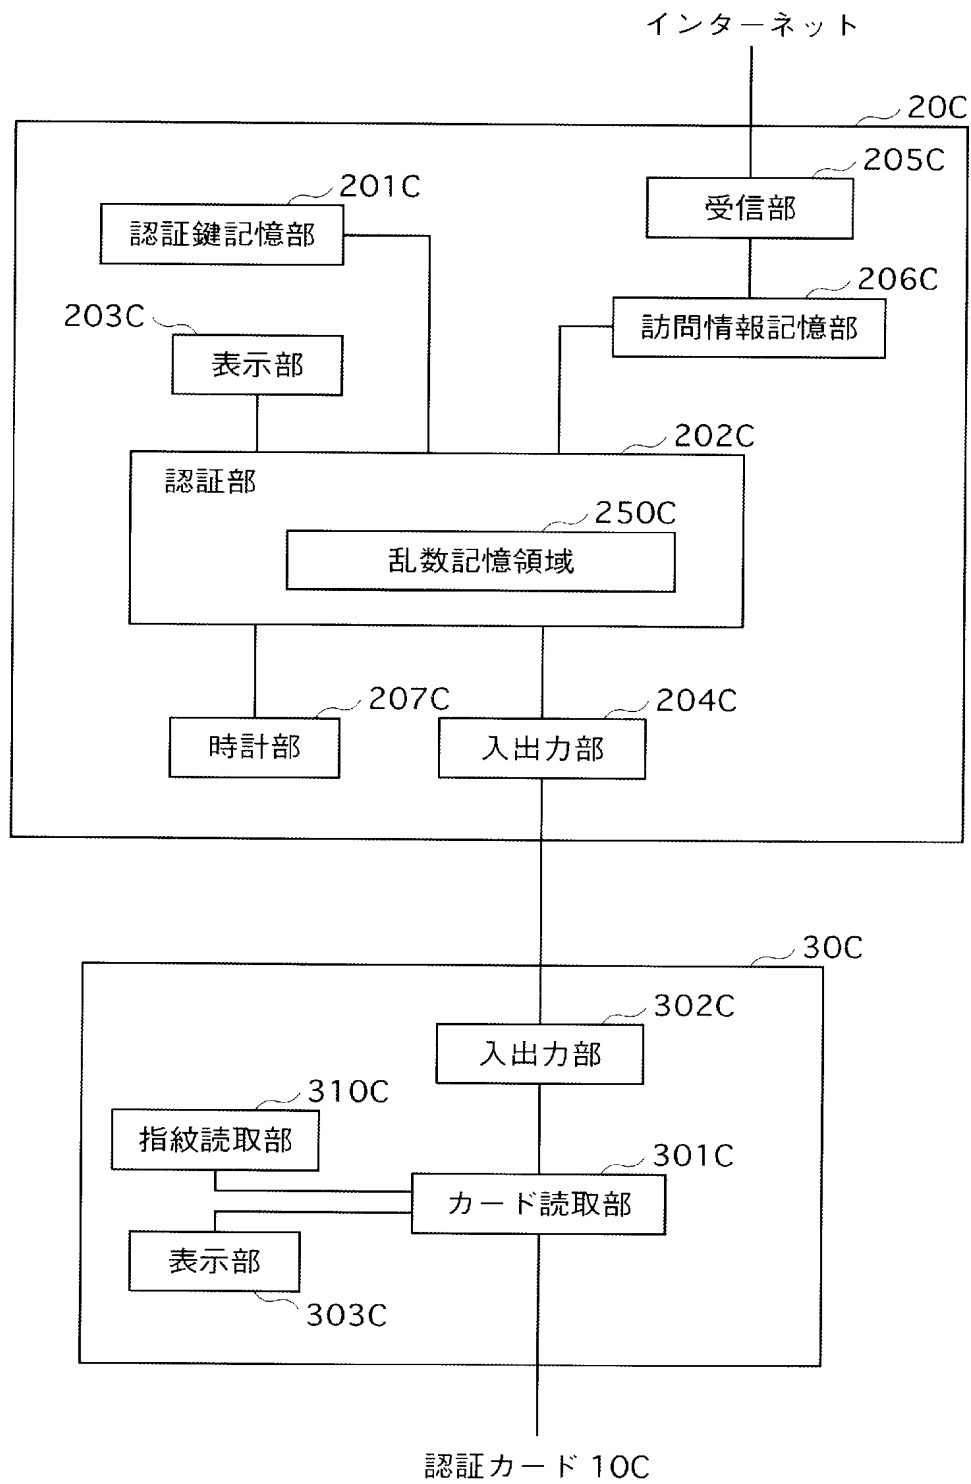 インターネット
20C
205C
受信部
201C
認証鍵記憶部
206C
訪問情報記憶部
203C
表示部
202C
認証部
250C
乱数記憶領域
207C
時計部
204C
入出力部
30C
302C
入出力部
310C
指紋読取部
301C
カード読取部
表示部
303C
認証カード 10C